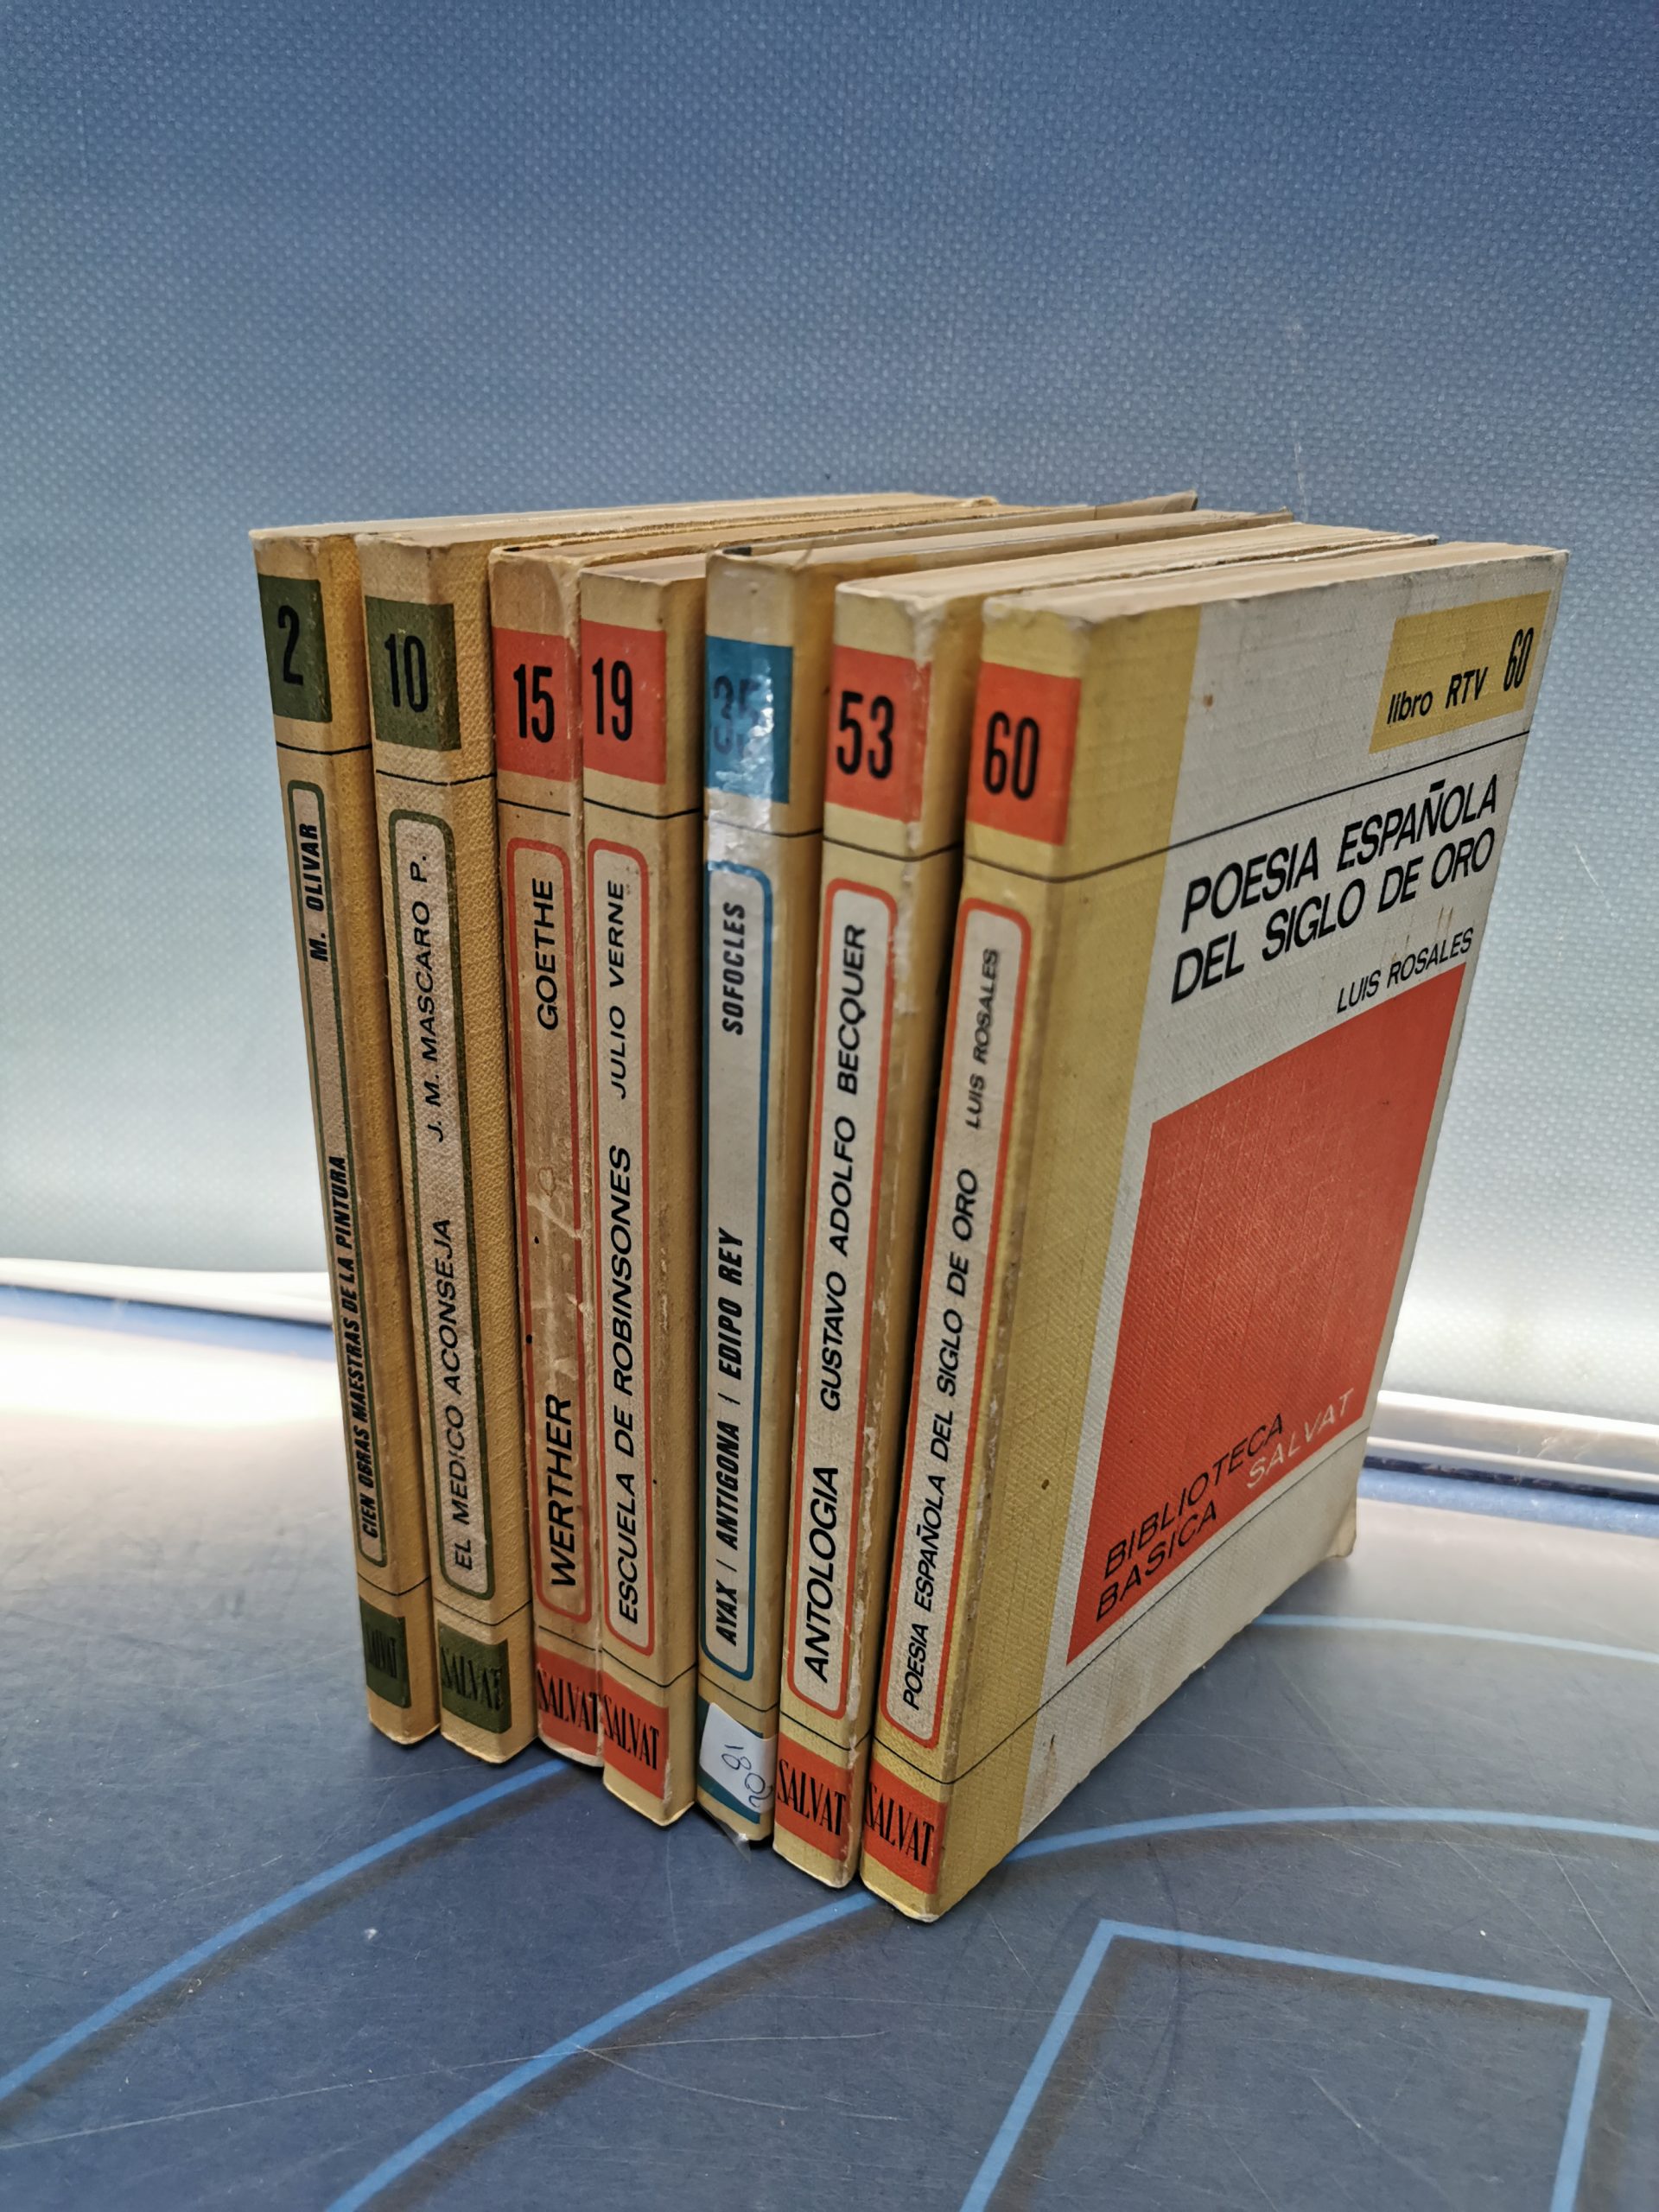 2
M. OLIVAR
CIEN OBRAS MAESTRAS DE LA PINTURA
SALVAT
10
J. M. MASCARO P.
EL MEDICO ACONSEJA
SALVAT
15
GOETHE
WERTHER
SALVAT
19
JULIO VERNE
ESCUELA DE ROBINSONES
SALVAT
35
SOFOCLES
AYAX / ANTIGONA / EDIPO REY
53
GUSTAVO ADOLFO BECQUER
ANTOLOGIA
SALVAT
60
LUIS ROSALES
POESIA ESPAÑOLA DEL SIGLO DE ORO
SALVAT
libro RTV 60
POESIA ESPAÑOLA
DEL SIGLO DE ORO
LUIS ROSALES
BIBLIOTECA
BASICA SALVAT